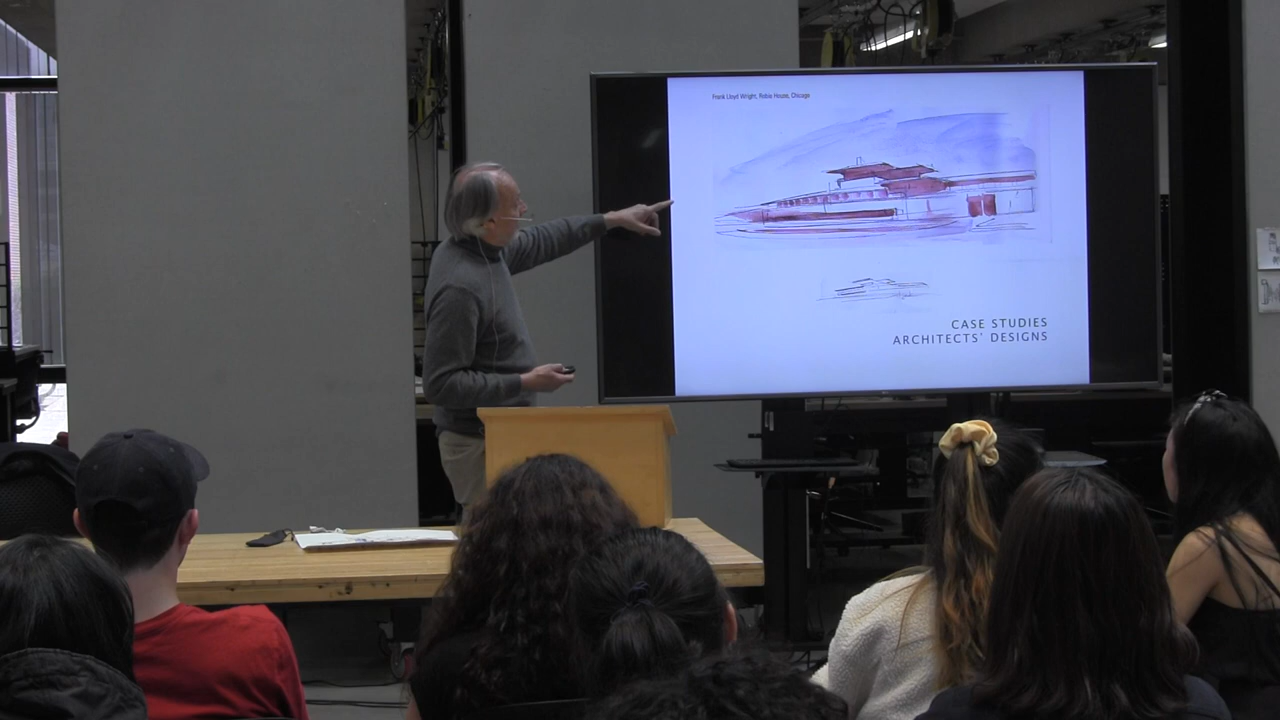 Frank Lloyd Wright, Robie House, Chicago
CASE STUDIES
ARCHITECTS' DESIGNS